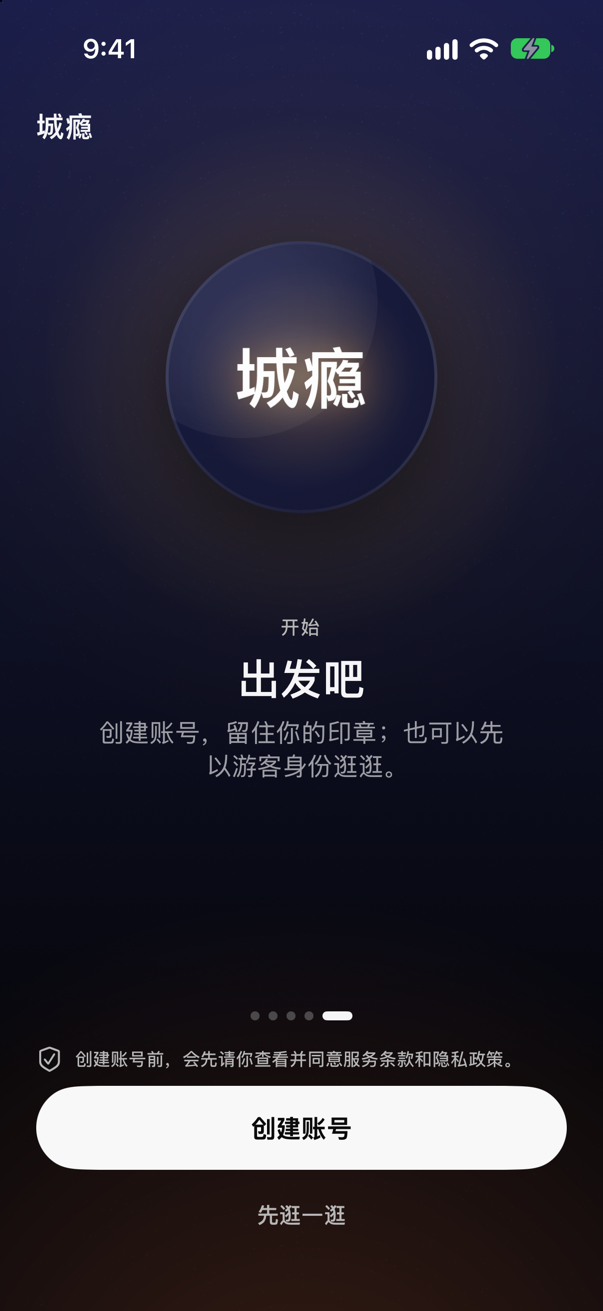 9:41
城瘾
城瘾
开始
出发吧
创建账号，留住你的印章；也可以先
以游客身份逛逛。
创建账号前，会先请你查看并同意服务条款和隐私政策。
创建账号
先逛一逛